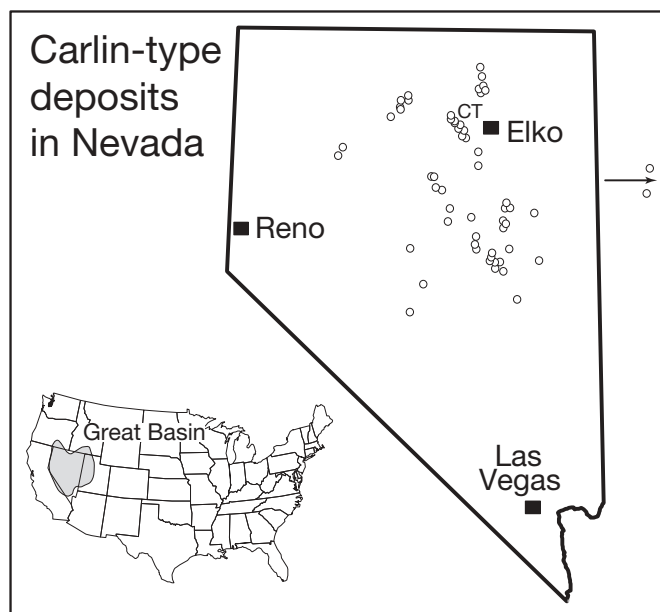 Carlin-type
deposits
in Nevada
CT
Elko
Reno
Great Basin
Las
Vegas